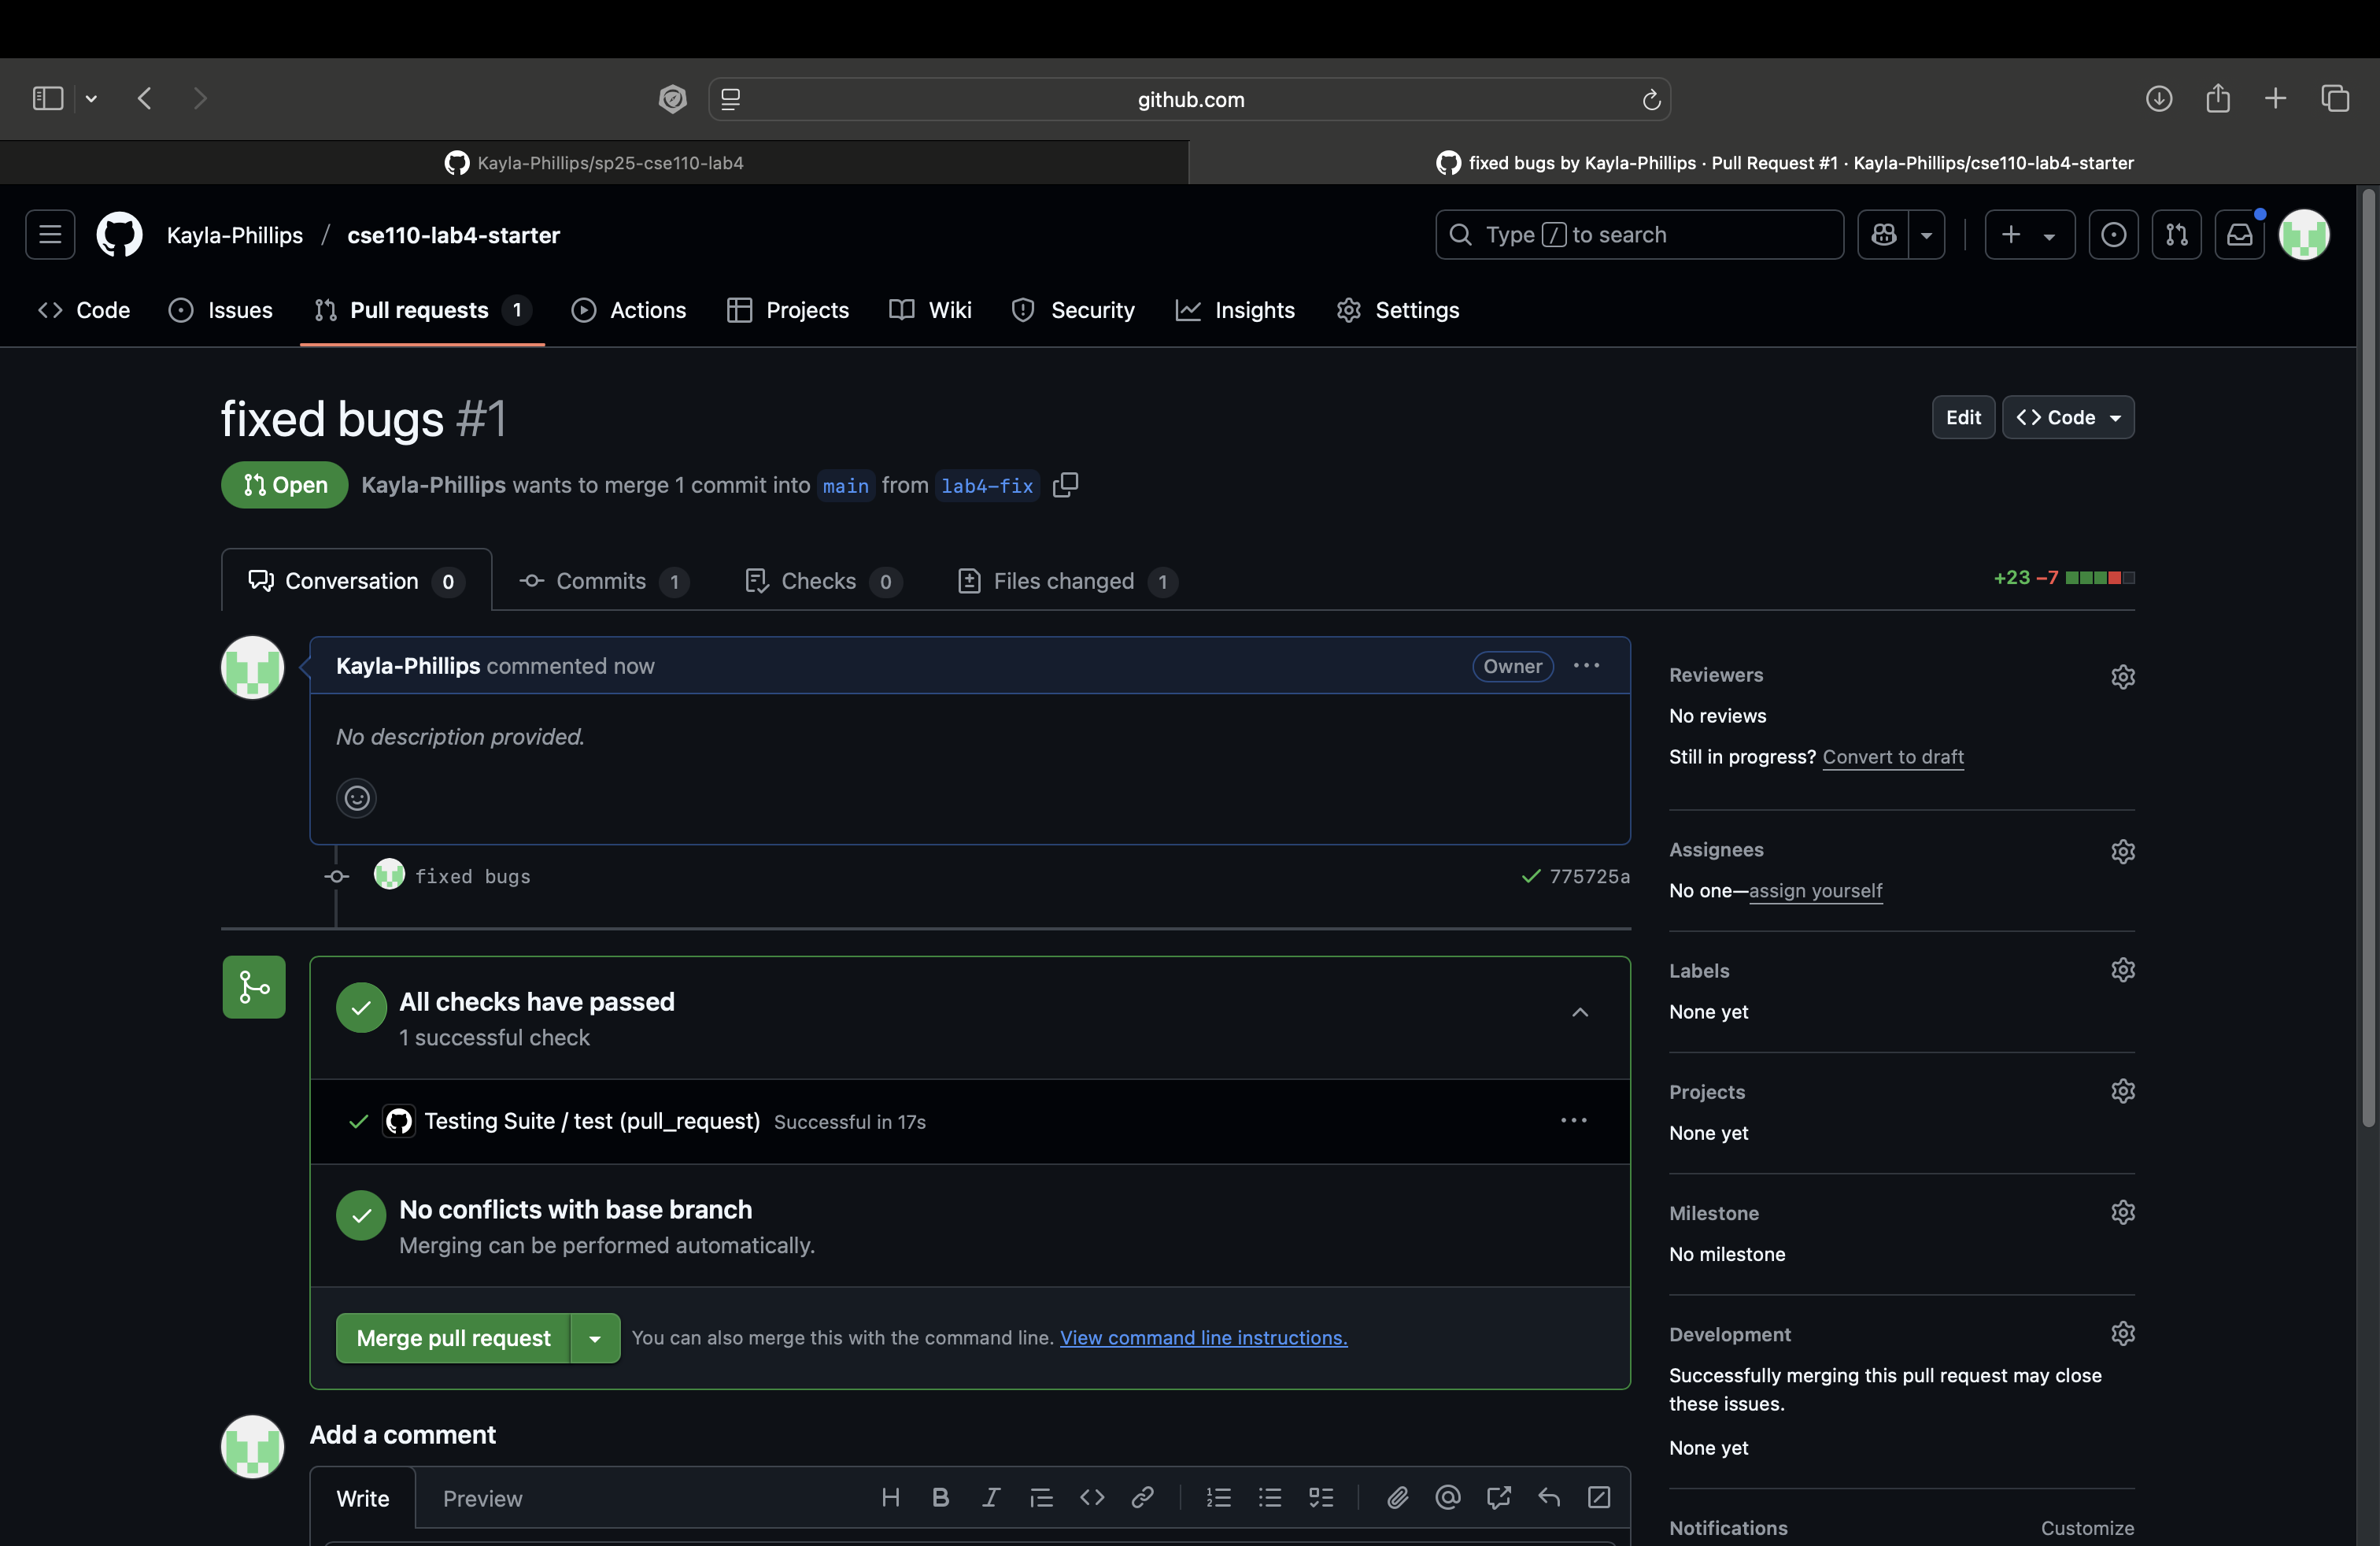 github.com
Kayla-Phillips/sp25-cse110-lab4
fixed bugs by Kayla-Phillips · Pull Request #1 · Kayla-Phillips/cse110-lab4-starter
Kayla-Phillips / cse110-lab4-starter
Type / to search
Code
Issues
Pull requests 1
Actions
Projects
Wiki
Security
Insights
Settings
fixed bugs #1
Edit
Code
Open
Kayla-Phillips wants to merge 1 commit into main from lab4-fix
Conversation 0
Commits 1
Checks 0
Files changed 1
+23 −7
Kayla-Phillips commented now
Owner
No description provided.
fixed bugs
775725a
All checks have passed
1 successful check
Testing Suite / test (pull_request) Successful in 17s
No conflicts with base branch
Merging can be performed automatically.
Merge pull request
You can also merge this with the command line. View command line instructions.
Add a comment
Write
Preview
Reviewers
No reviews
Still in progress? Convert to draft
Assignees
No one—assign yourself
Labels
None yet
Projects
None yet
Milestone
No milestone
Development
Successfully merging this pull request may close
these issues.
None yet
Notifications
Customize